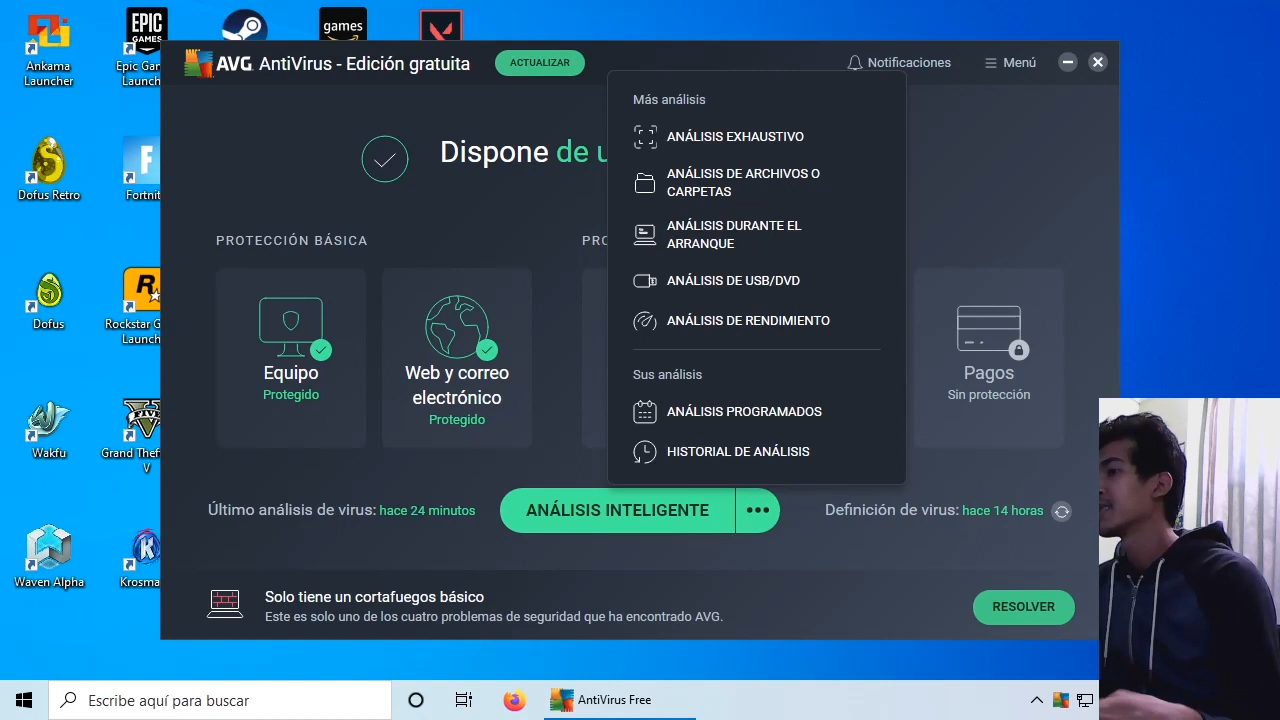 Ankama
Launcher
EPIC
GAMES
Epic Gam
games
AVG AntiVirus - Edición gratuita
ACTUALIZAR
Notificaciones
Menú
Dispone de u
Más análisis
ANÁLISIS EXHAUSTIVO
ANÁLISIS DE ARCHIVOS O
CARPETAS
ANÁLISIS DURANTE EL
ARRANQUE
ANÁLISIS DE USB/DVD
ANÁLISIS DE RENDIMIENTO
Sus análisis
ANÁLISIS PROGRAMADOS
HISTORIAL DE ANÁLISIS
Dofus Retro
Fortnit
PROTECCIÓN BÁSICA
PRO
Dofus
R
Rockstar G
Launch
Equipo
Protegido
Web y correo
electrónico
Protegido
Pagos
Sin protección
Wakfu
V
Grand Theft
V
Último análisis de virus: hace 24 minutos
ANÁLISIS INTELIGENTE
Definición de virus: hace 14 horas
Waven Alpha
Krosma
Solo tiene un cortafuegos básico
Este es solo uno de los cuatro problemas de seguridad que ha encontrado AVG.
RESOLVER
Escribe aquí para buscar
AntiVirus Free